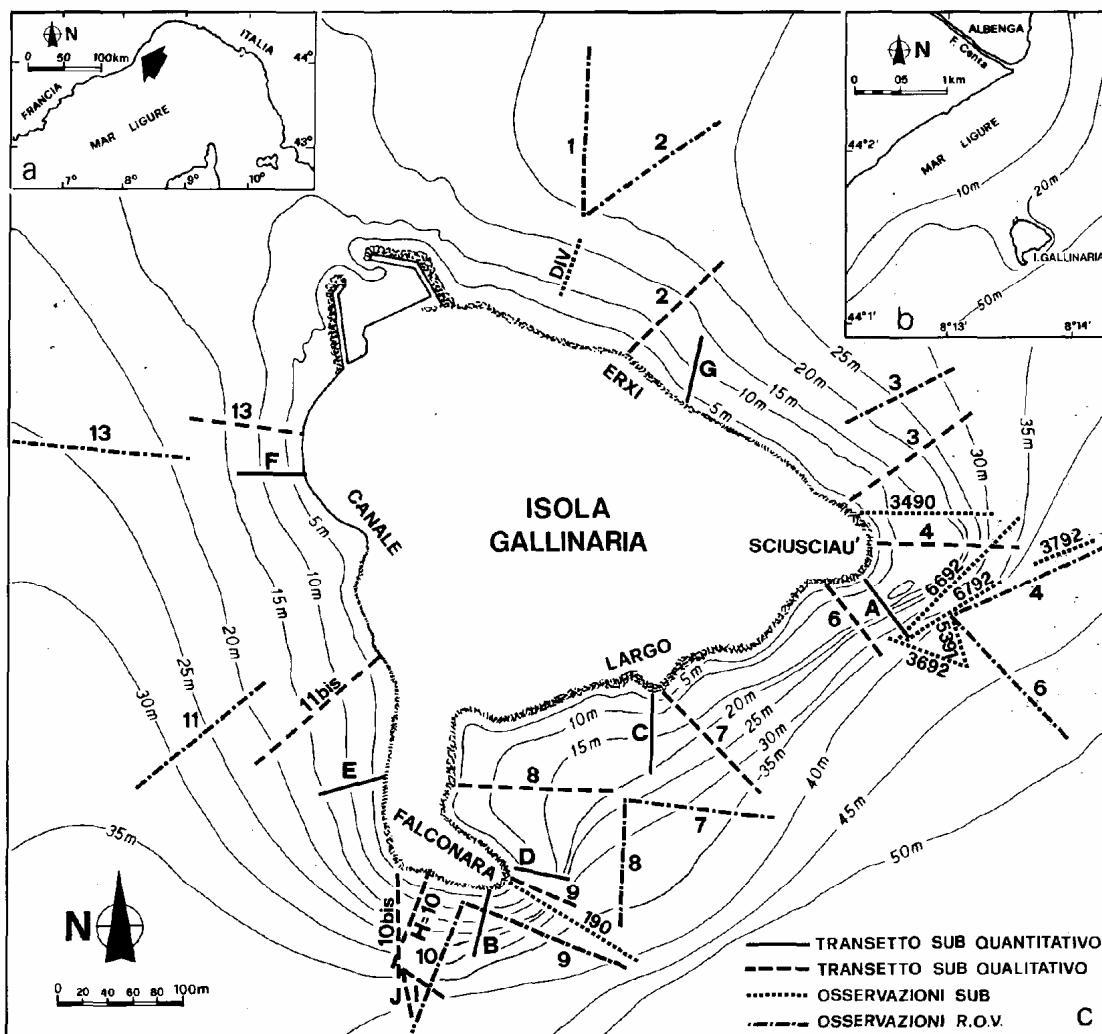 N
0 50 100km
ITALIA
44°
FRANCIA
MAR LIGURE
43°
a
7° 8° 9° 10°
ALBENGA
F. Centa
N
0 05 1km
44°2'
MAR LIGURE
10m
20m
I. GALLINARIA
50m
44°1'
b
8°13' 8°14'
1
2
DIV
2
25m
20m
15m
10m
5m
G
ERXI
3
35m
30m
3
13
13
F
CANALE
5m
10m
15m
20m
25m
30m
35m
ISOLA
GALLINARIA
SCIUSCIAU'
3490
4
3792
6692
6792
4
A
5391
3692
6
6
LARGO
5m
10m
15m
20m
25m
30m
35m
40m
45m
50m
C
7
11
11bis
E
8
7
8
FALCONARA
D
9
190
9
B
10bis
H=10
10
J
N
0 20 40 60 80 100m
TRANSETTO SUB QUANTITATIVO
TRANSETTO SUB QUALITATIVO
OSSERVAZIONI SUB
OSSERVAZIONI R.O.V.
C